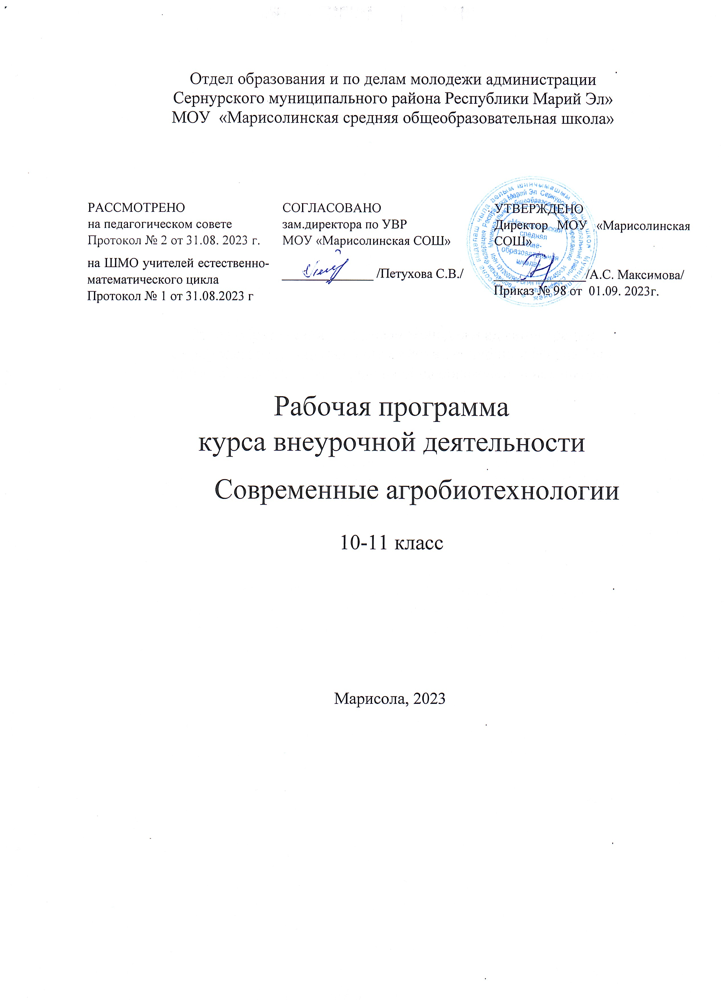 Отдел образования и по делам молодежи администрации
Сернурского муниципального района Республики Марий Эл»
МОУ «Марисолинская средняя общеобразовательная школа»
РАССМОТРЕНО
на педагогическом совете
Протокол № 2 от 31.08. 2023 г.
на ШМО учителей естественно-
математического цикла
Протокол № 1 от 31.08.2023 г
СОГЛАСОВАНО
зам.директора по УВР
МОУ «Марисолинская СОШ»
_______________ /Петухова С.В./
УТВЕРЖДЕНО
Директор МОУ «Марисолинская
СОШ»
_______________/А.С. Максимова/
Приказ № 98 от 01.09. 2023г.
средняя
образовательная
школа»
Рабочая программа
курса внеурочной деятельности
Современные агробиотехнологии
10-11 класс
Марисола, 2023